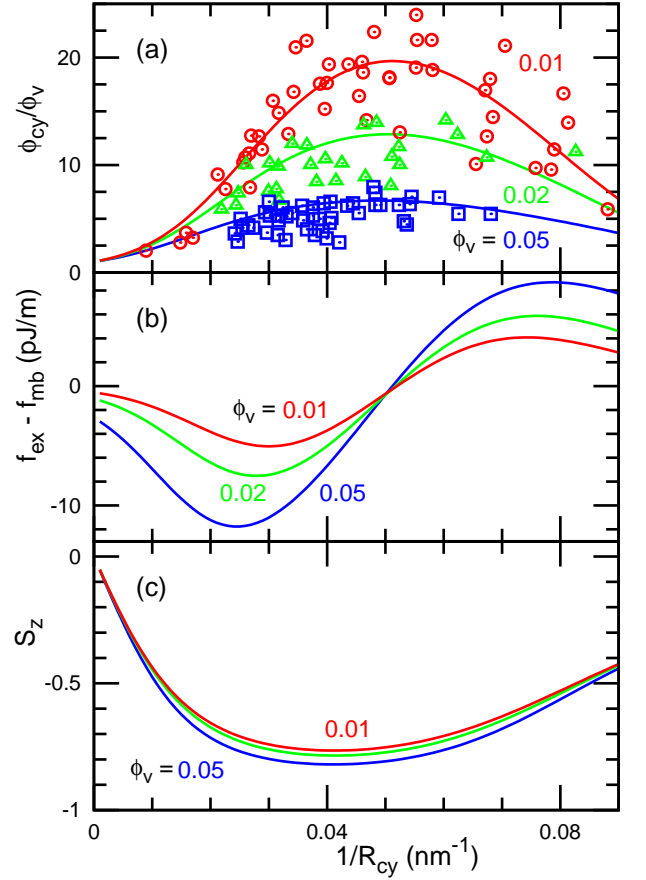 (a)
20
0.01
ϕcy/ϕv
10
0.02
ϕv = 0.05
0
(b)
fex - fmb (pJ/m)
0
ϕv = 0.01
0.02
0.05
-10
0
(c)
Sz
-0.5
0.01
ϕv = 0.05
-1
0
0.04
0.08
1/Rcy (nm-1)